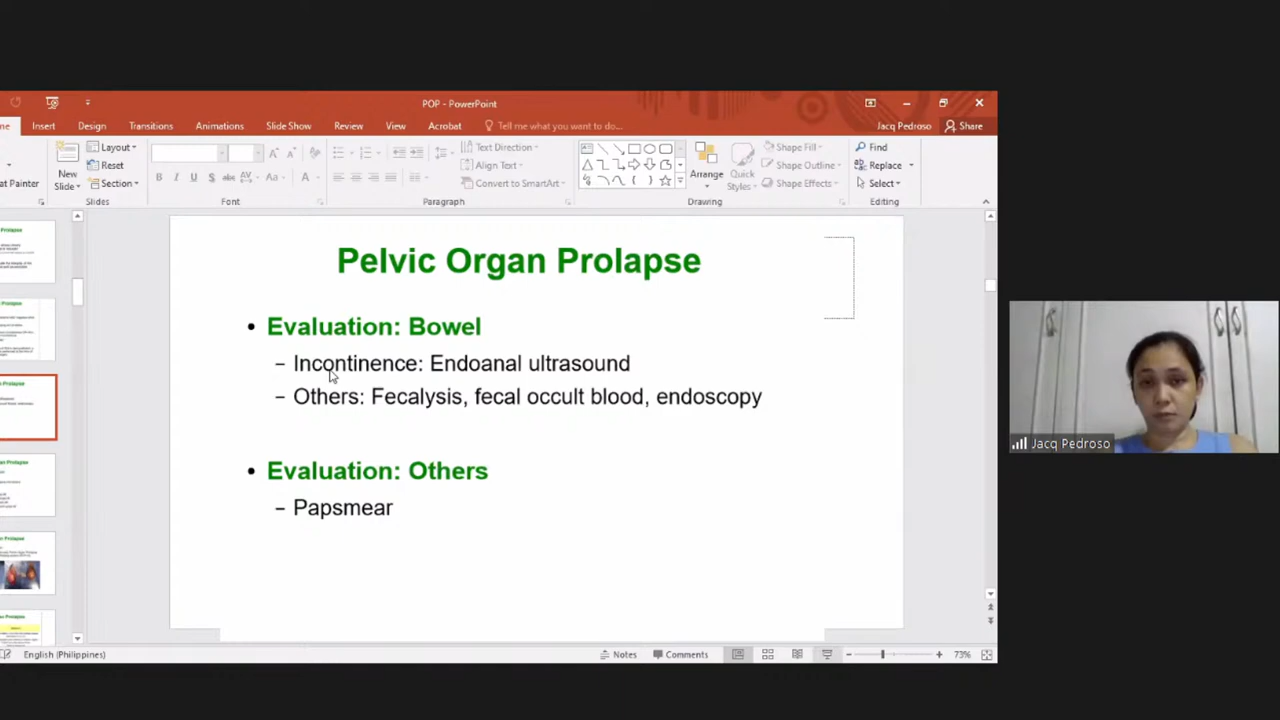 POP - PowerPoint
Insert Design Transitions Animations Slide Show Review View Acrobat Tell me what you want to do... Jacq Pedroso Share
New Slide
Layout
Reset
Section
Slides
Painter
B I U S abc AV Aa A
Font
Paragraph
Text Direction
Align Text
Convert to SmartArt
Arrange
Quick Styles
Shape Fill
Shape Outline
Shape Effects
Drawing
Find
Replace
Select
Editing
Pelvic Organ Prolapse
• Evaluation: Bowel
– Incontinence: Endoanal ultrasound
– Others: Fecalysis, fecal occult blood, endoscopy
• Evaluation: Others
– Papsmear
Jacq Pedroso
English (Philippines) Notes Comments 73%